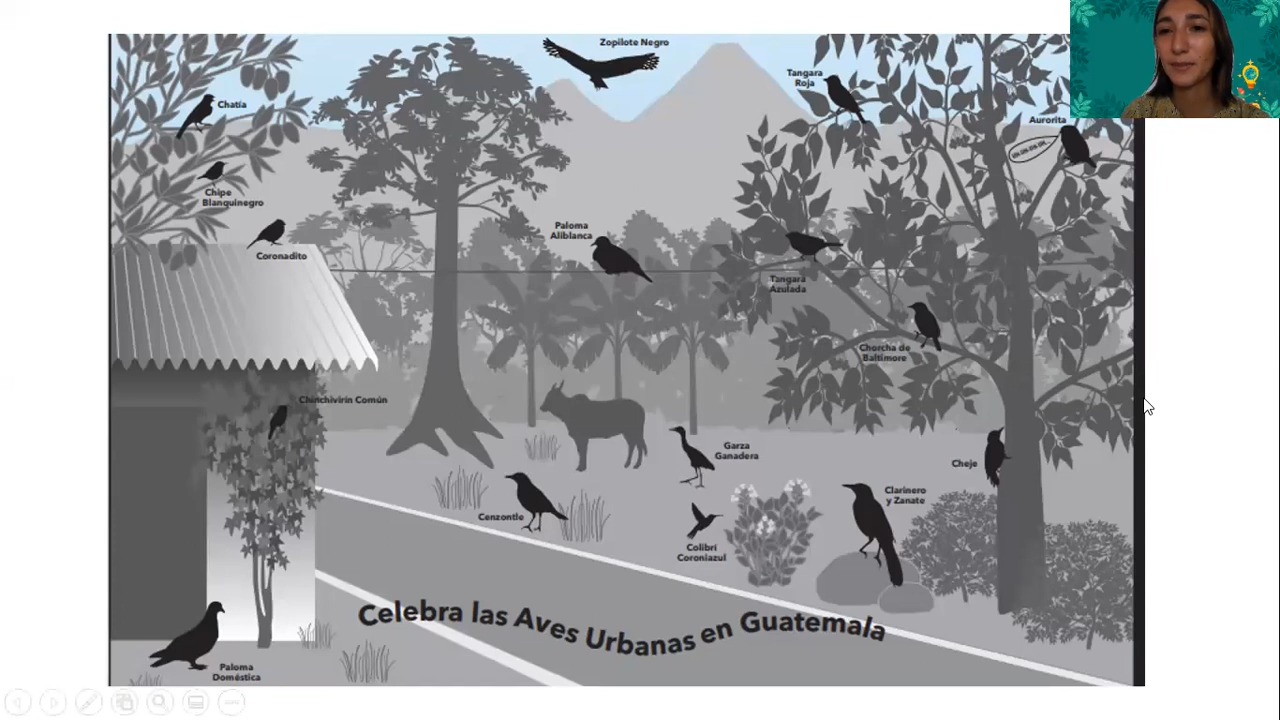 Zopilote Negro
Tangara
Roja
Chatía
Aurorita
Chipe
Blanquinegro
Paloma
Aliblanca
Coronadito
Tangara
Azulada
Chorcha de
Baltimore
Chinchivirín Común
Garza
Ganadera
Cheje
Clarinero
y Zanate
Cenzontle
Colibrí
Coroniazul
Celebra las Aves Urbanas en Guatemala
Paloma
Doméstica